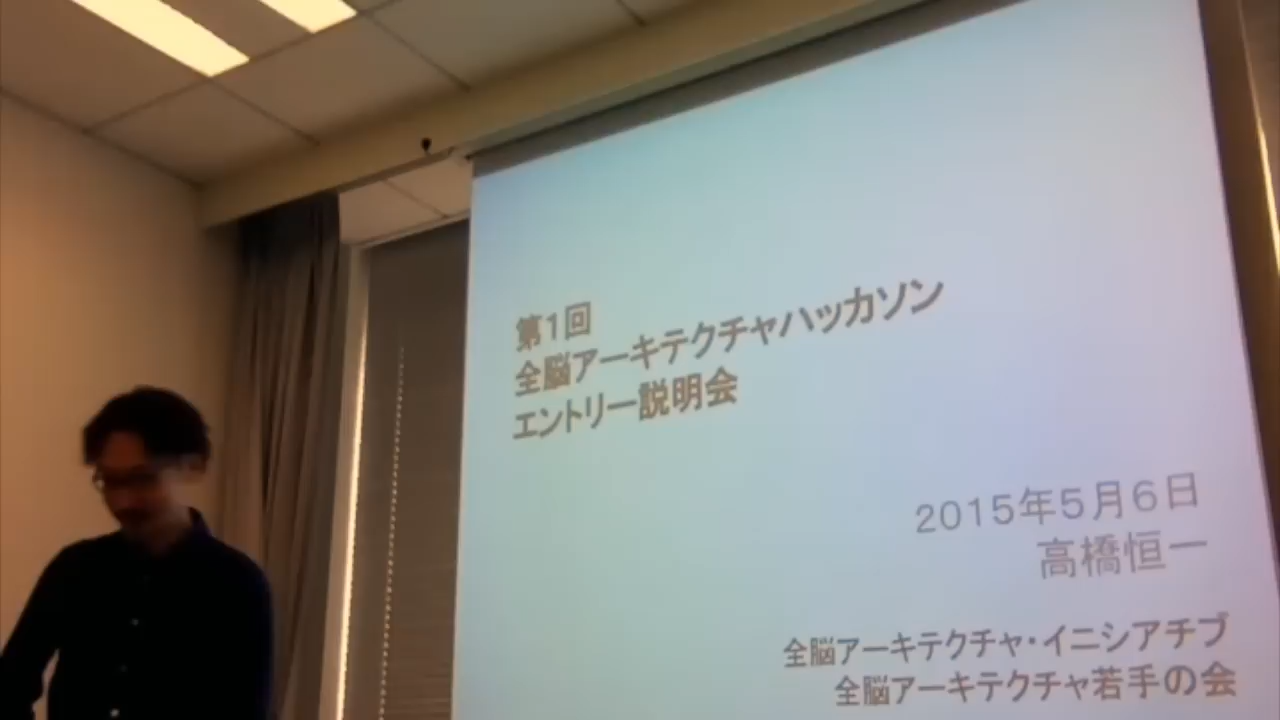 第1回
全脳アーキテクチャハッカソン
エントリー説明会
2015年5月6日
高橋恒一
全脳アーキテクチャ・イニシアチブ
全脳アーキテクチャ若手の会